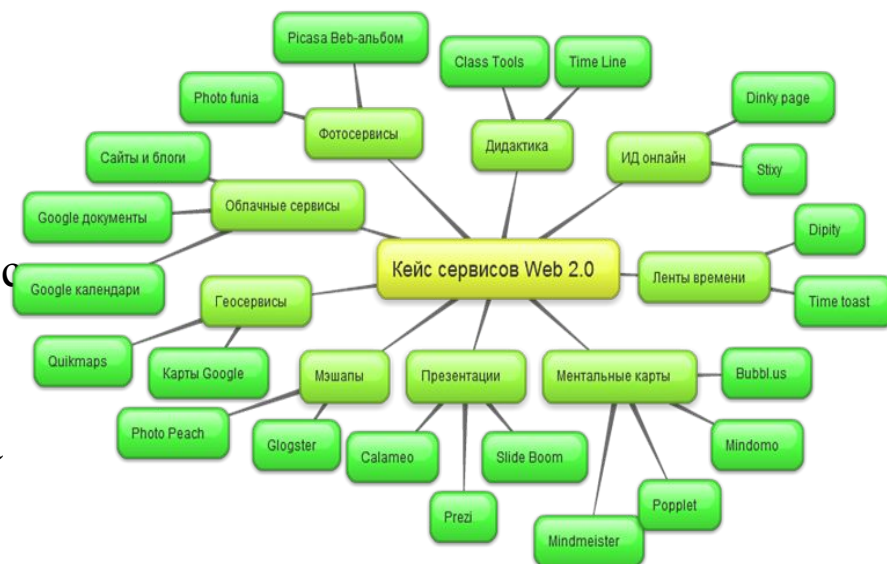 Picasa Веб-альбом
Class Tools
Time Line
Photo funia
Dinky page
Фотосервисы
Дидактика
ИД онлайн
Сайты и блоги
Stixy
Облачные сервисы
Google документы
Dipity
Кейс сервисов Web 2.0
Ленты времени
Google календари
Геосервисы
Time toast
Quikmaps
Карты Google
Мэшапы
Презентации
Ментальные карты
Bubbl.us
Photo Peach
Glogster
Calameo
Slide Boom
Mindomo
Prezi
Popplet
Mindmeister